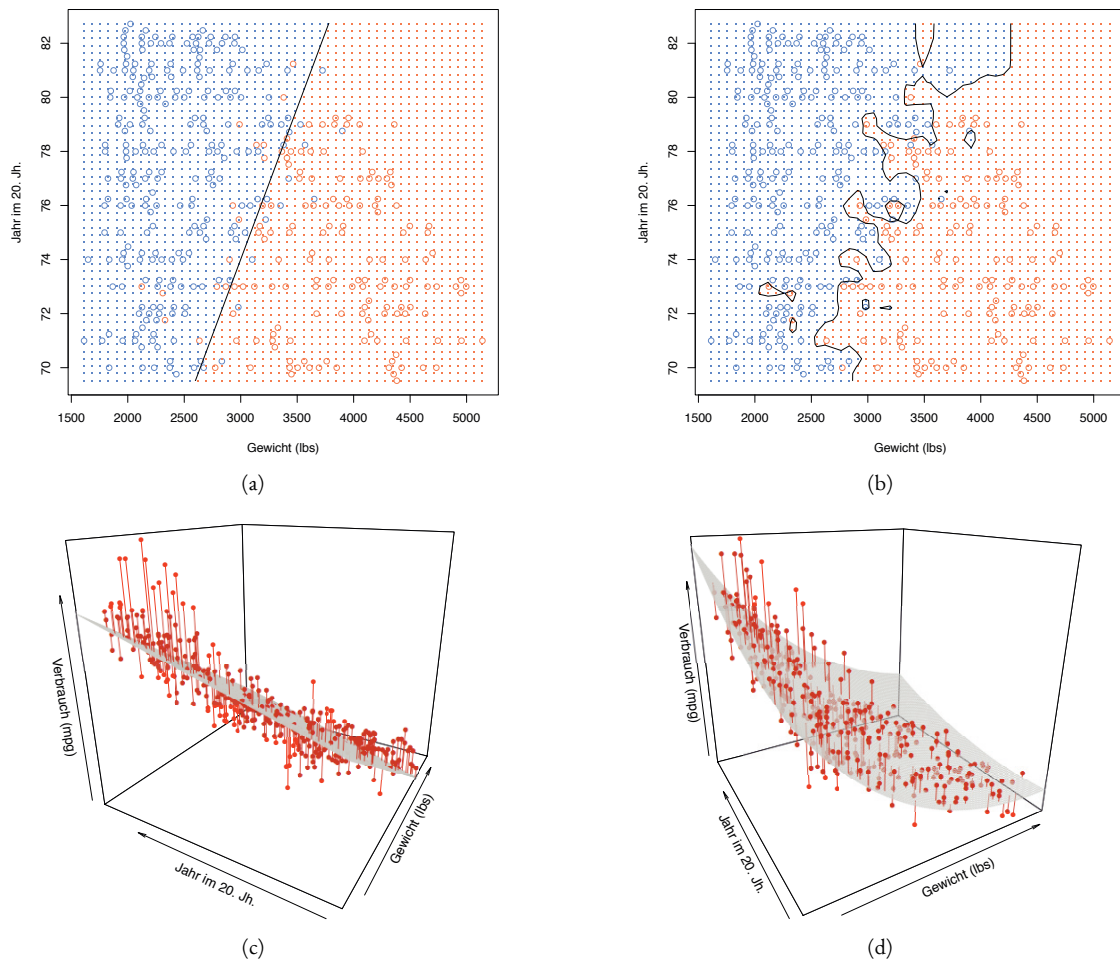 82
80
78
76
74
72
70
Jahr im 20. Jh.
1500 2000 2500 3000 3500 4000 4500 5000
Gewicht (lbs)
(a)
82
80
78
76
74
72
70
Jahr im 20. Jh.
1500 2000 2500 3000 3500 4000 4500 5000
Gewicht (lbs)
(b)
Verbrauch (mpg)
Jahr im 20. Jh.
Gewicht (lbs)
(c)
Verbrauch (mpg)
Jahr im 20. Jh.
Gewicht (lbs)
(d)